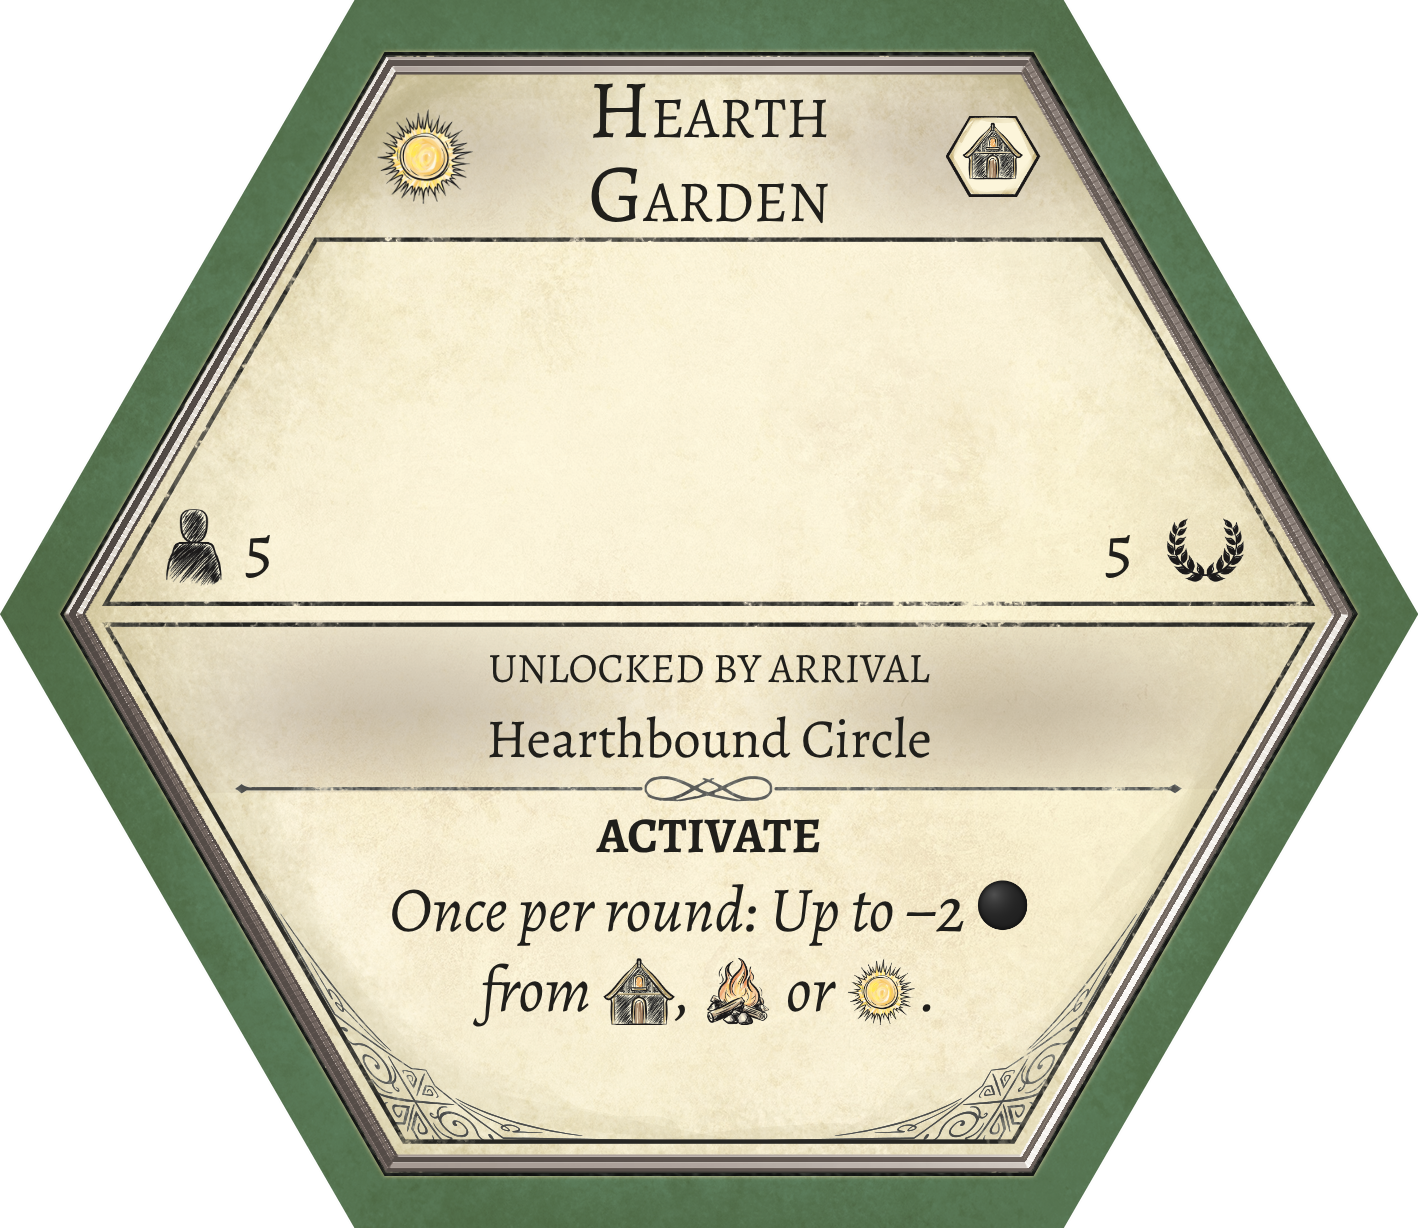 HEARTH
GARDEN
5
5
UNLOCKED BY ARRIVAL
Hearthbound Circle
ACTIVATE
Once per round: Up to –2
from , or .